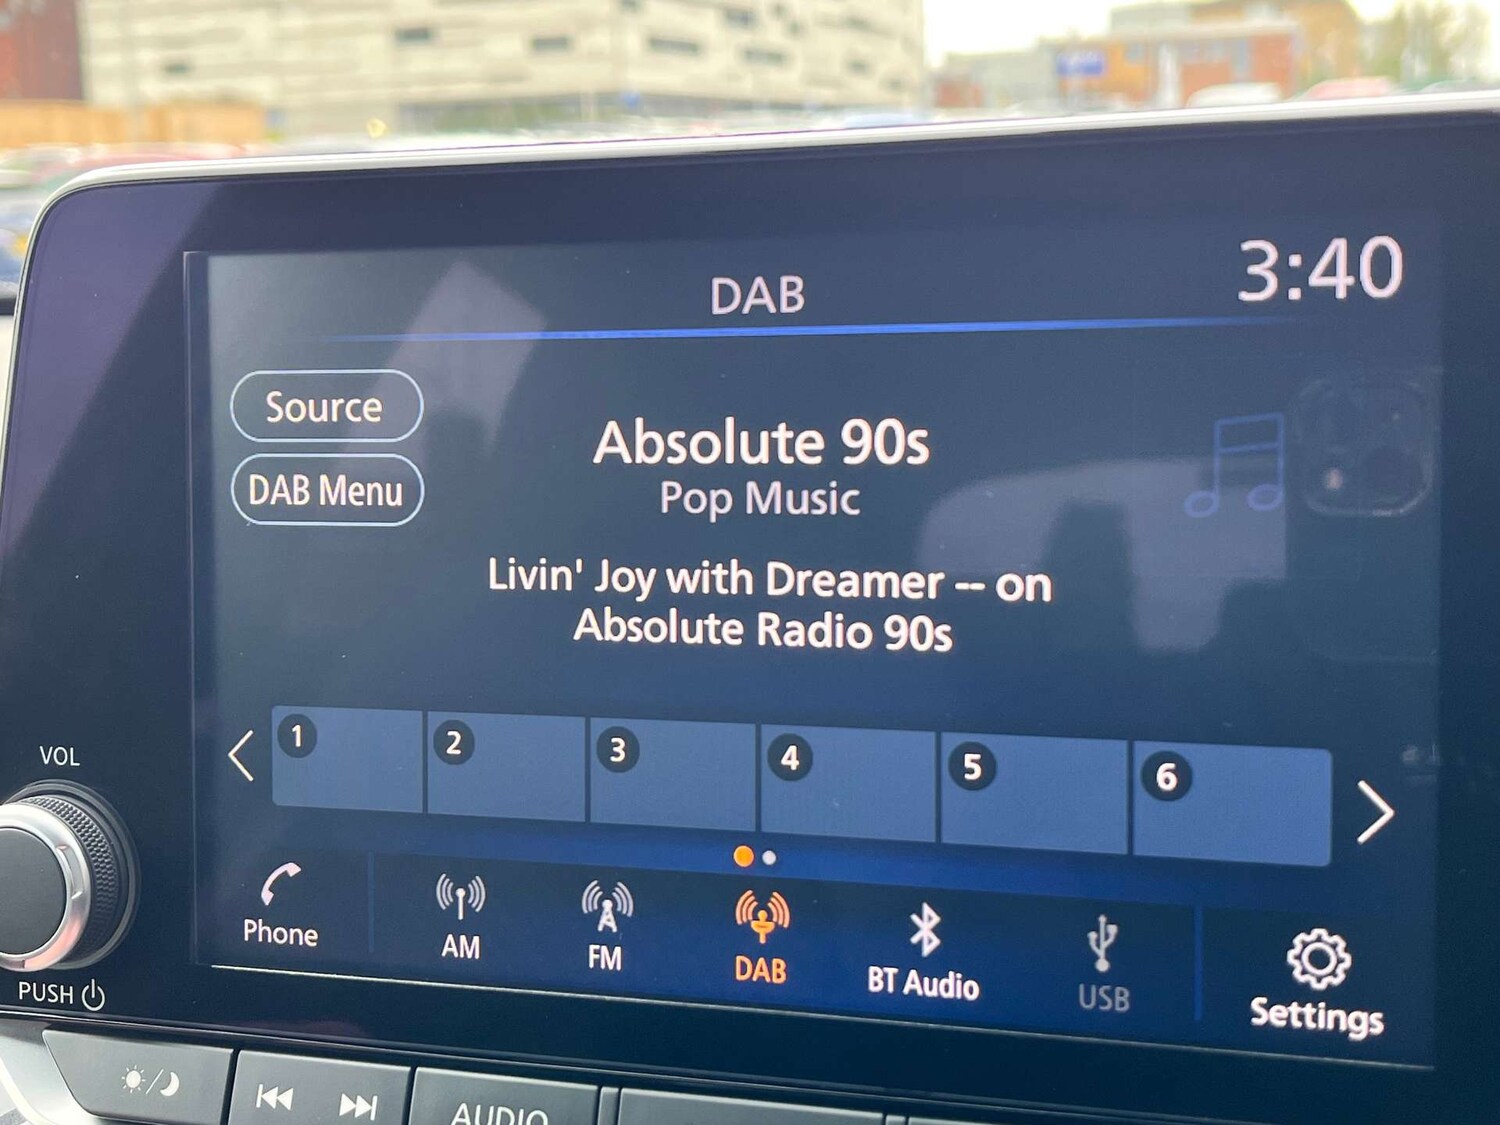 DAB
3:40
Source
DAB Menu
Absolute 90s
Pop Music
Livin' Joy with Dreamer -- on
Absolute Radio 90s
1 2 3 4 5 6
VOL
PUSH
Phone
AM
FM
DAB
BT Audio
USB
Settings
AUDIO